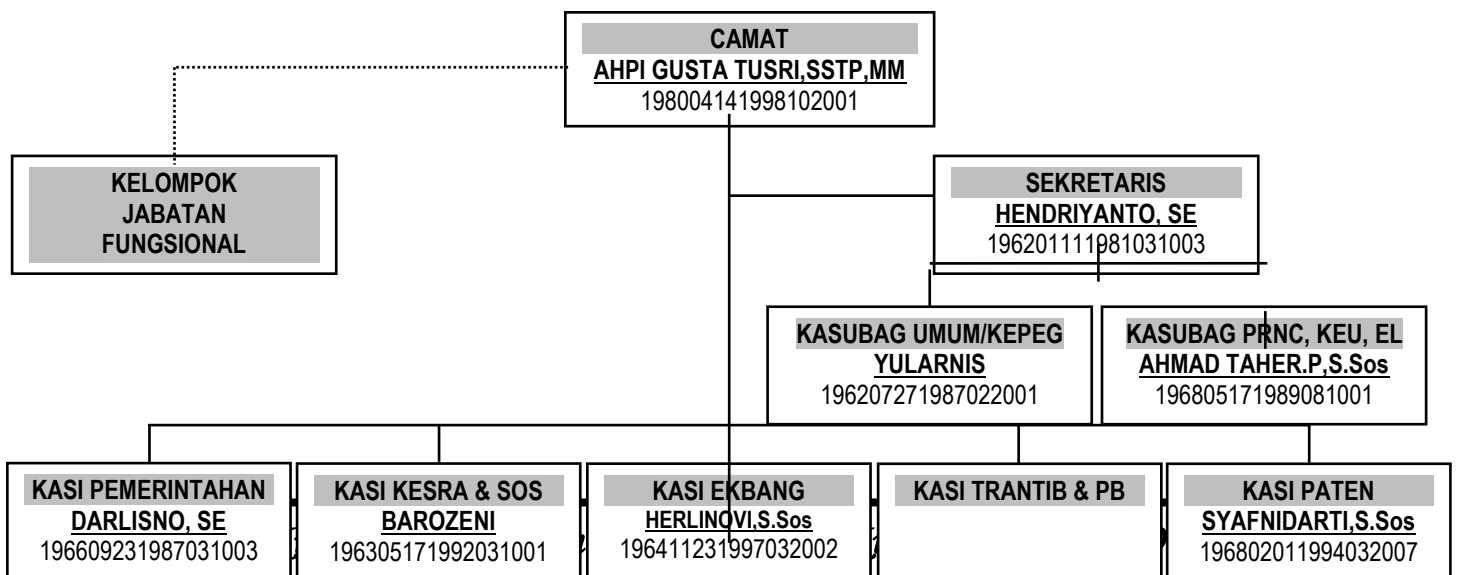 CAMAT
AHPI GUSTA TUSRI,SSTP,MM
198004141998102001
KELOMPOK
JABATAN
FUNGSIONAL
SEKRETARIS
HENDRIYANTO, SE
196201111981031003
KASUBAG UMUM/KEPEG
YULARNIS
196207271987022001
KASUBAG PRNC, KEU, EL
AHMAD TAHER.P,S.Sos
196805171989081001
KASI PEMERINTAHAN
DARLISNO, SE
196609231987031003
KASI KESRA & SOS
BAROZENI
196305171992031001
KASI EKBANG
HERLINOVI,S.Sos
196411231997032002
KASI TRANTIB & PB
KASI PATEN
SYAFNIDARTI,S.Sos
196802011994032007